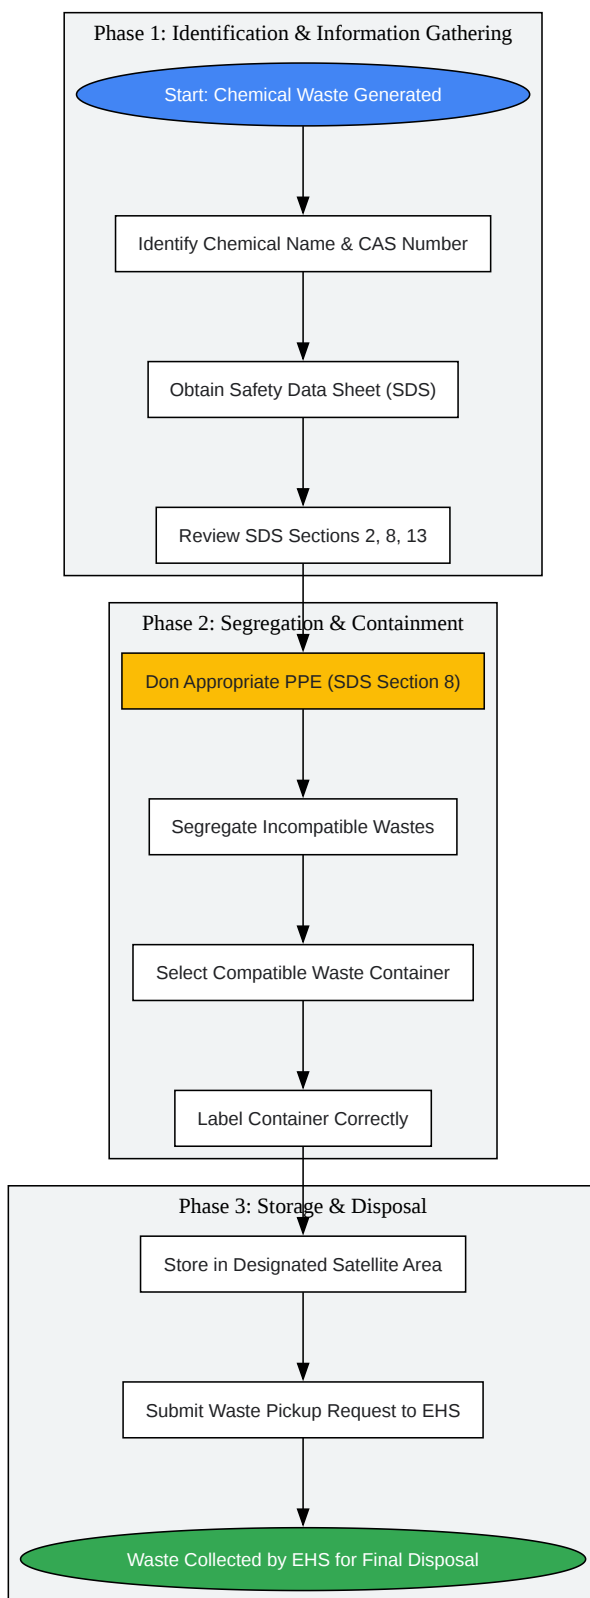 Phase 1: Identification & Information Gathering
Start: Chemical Waste Generated
Identify Chemical Name & CAS Number
Obtain Safety Data Sheet (SDS)
Review SDS Sections 2, 8, 13
Phase 2: Segregation & Containment
Don Appropriate PPE (SDS Section 8)
Segregate Incompatible Wastes
Select Compatible Waste Container
Label Container Correctly
Phase 3: Storage & Disposal
Store in Designated Satellite Area
Submit Waste Pickup Request to EHS
Waste Collected by EHS for Final Disposal